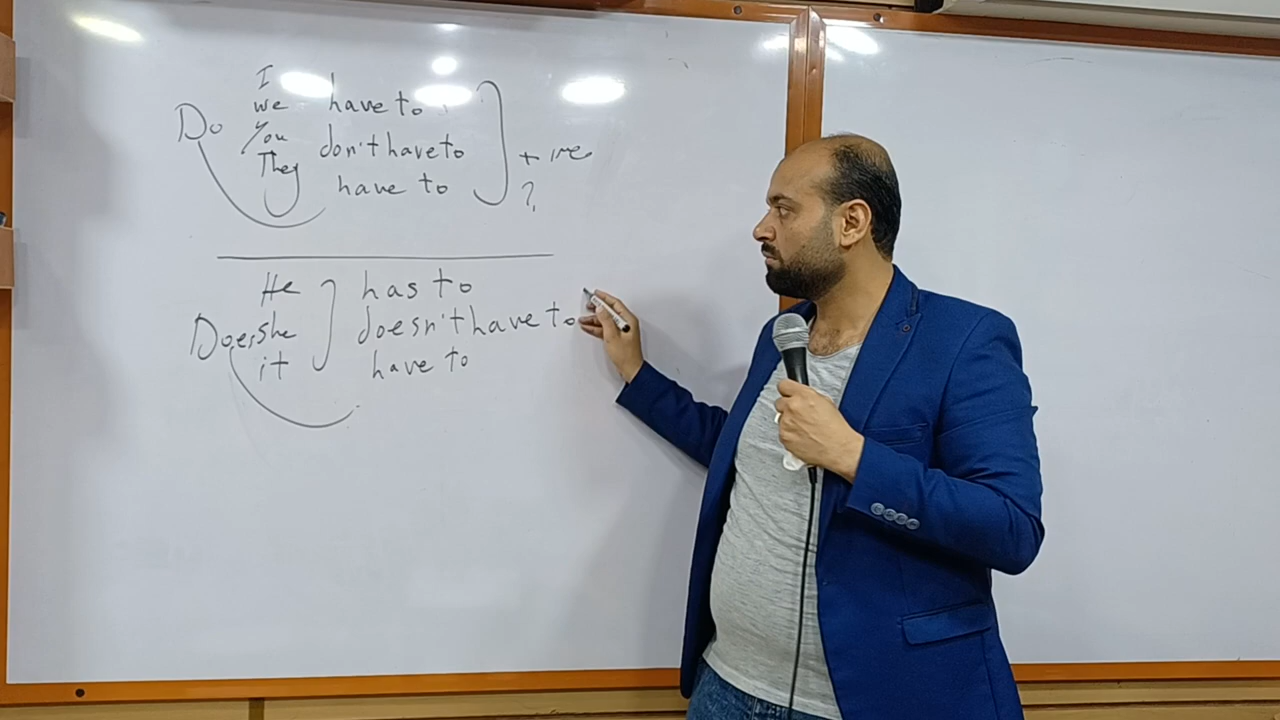 I
we have to
Do You don't have to
They have to
+
?
He has to
Does she doesn't have to
it have to